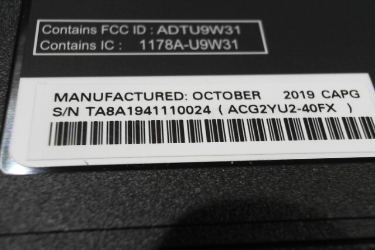 Contains FCC ID : ADTU9W31
Contains IC : 1178A-U9W31
MANUFACTURED: OCTOBER 2019 CAPG
S/N TA8A1941110024 ( ACG2YU2-40FX )